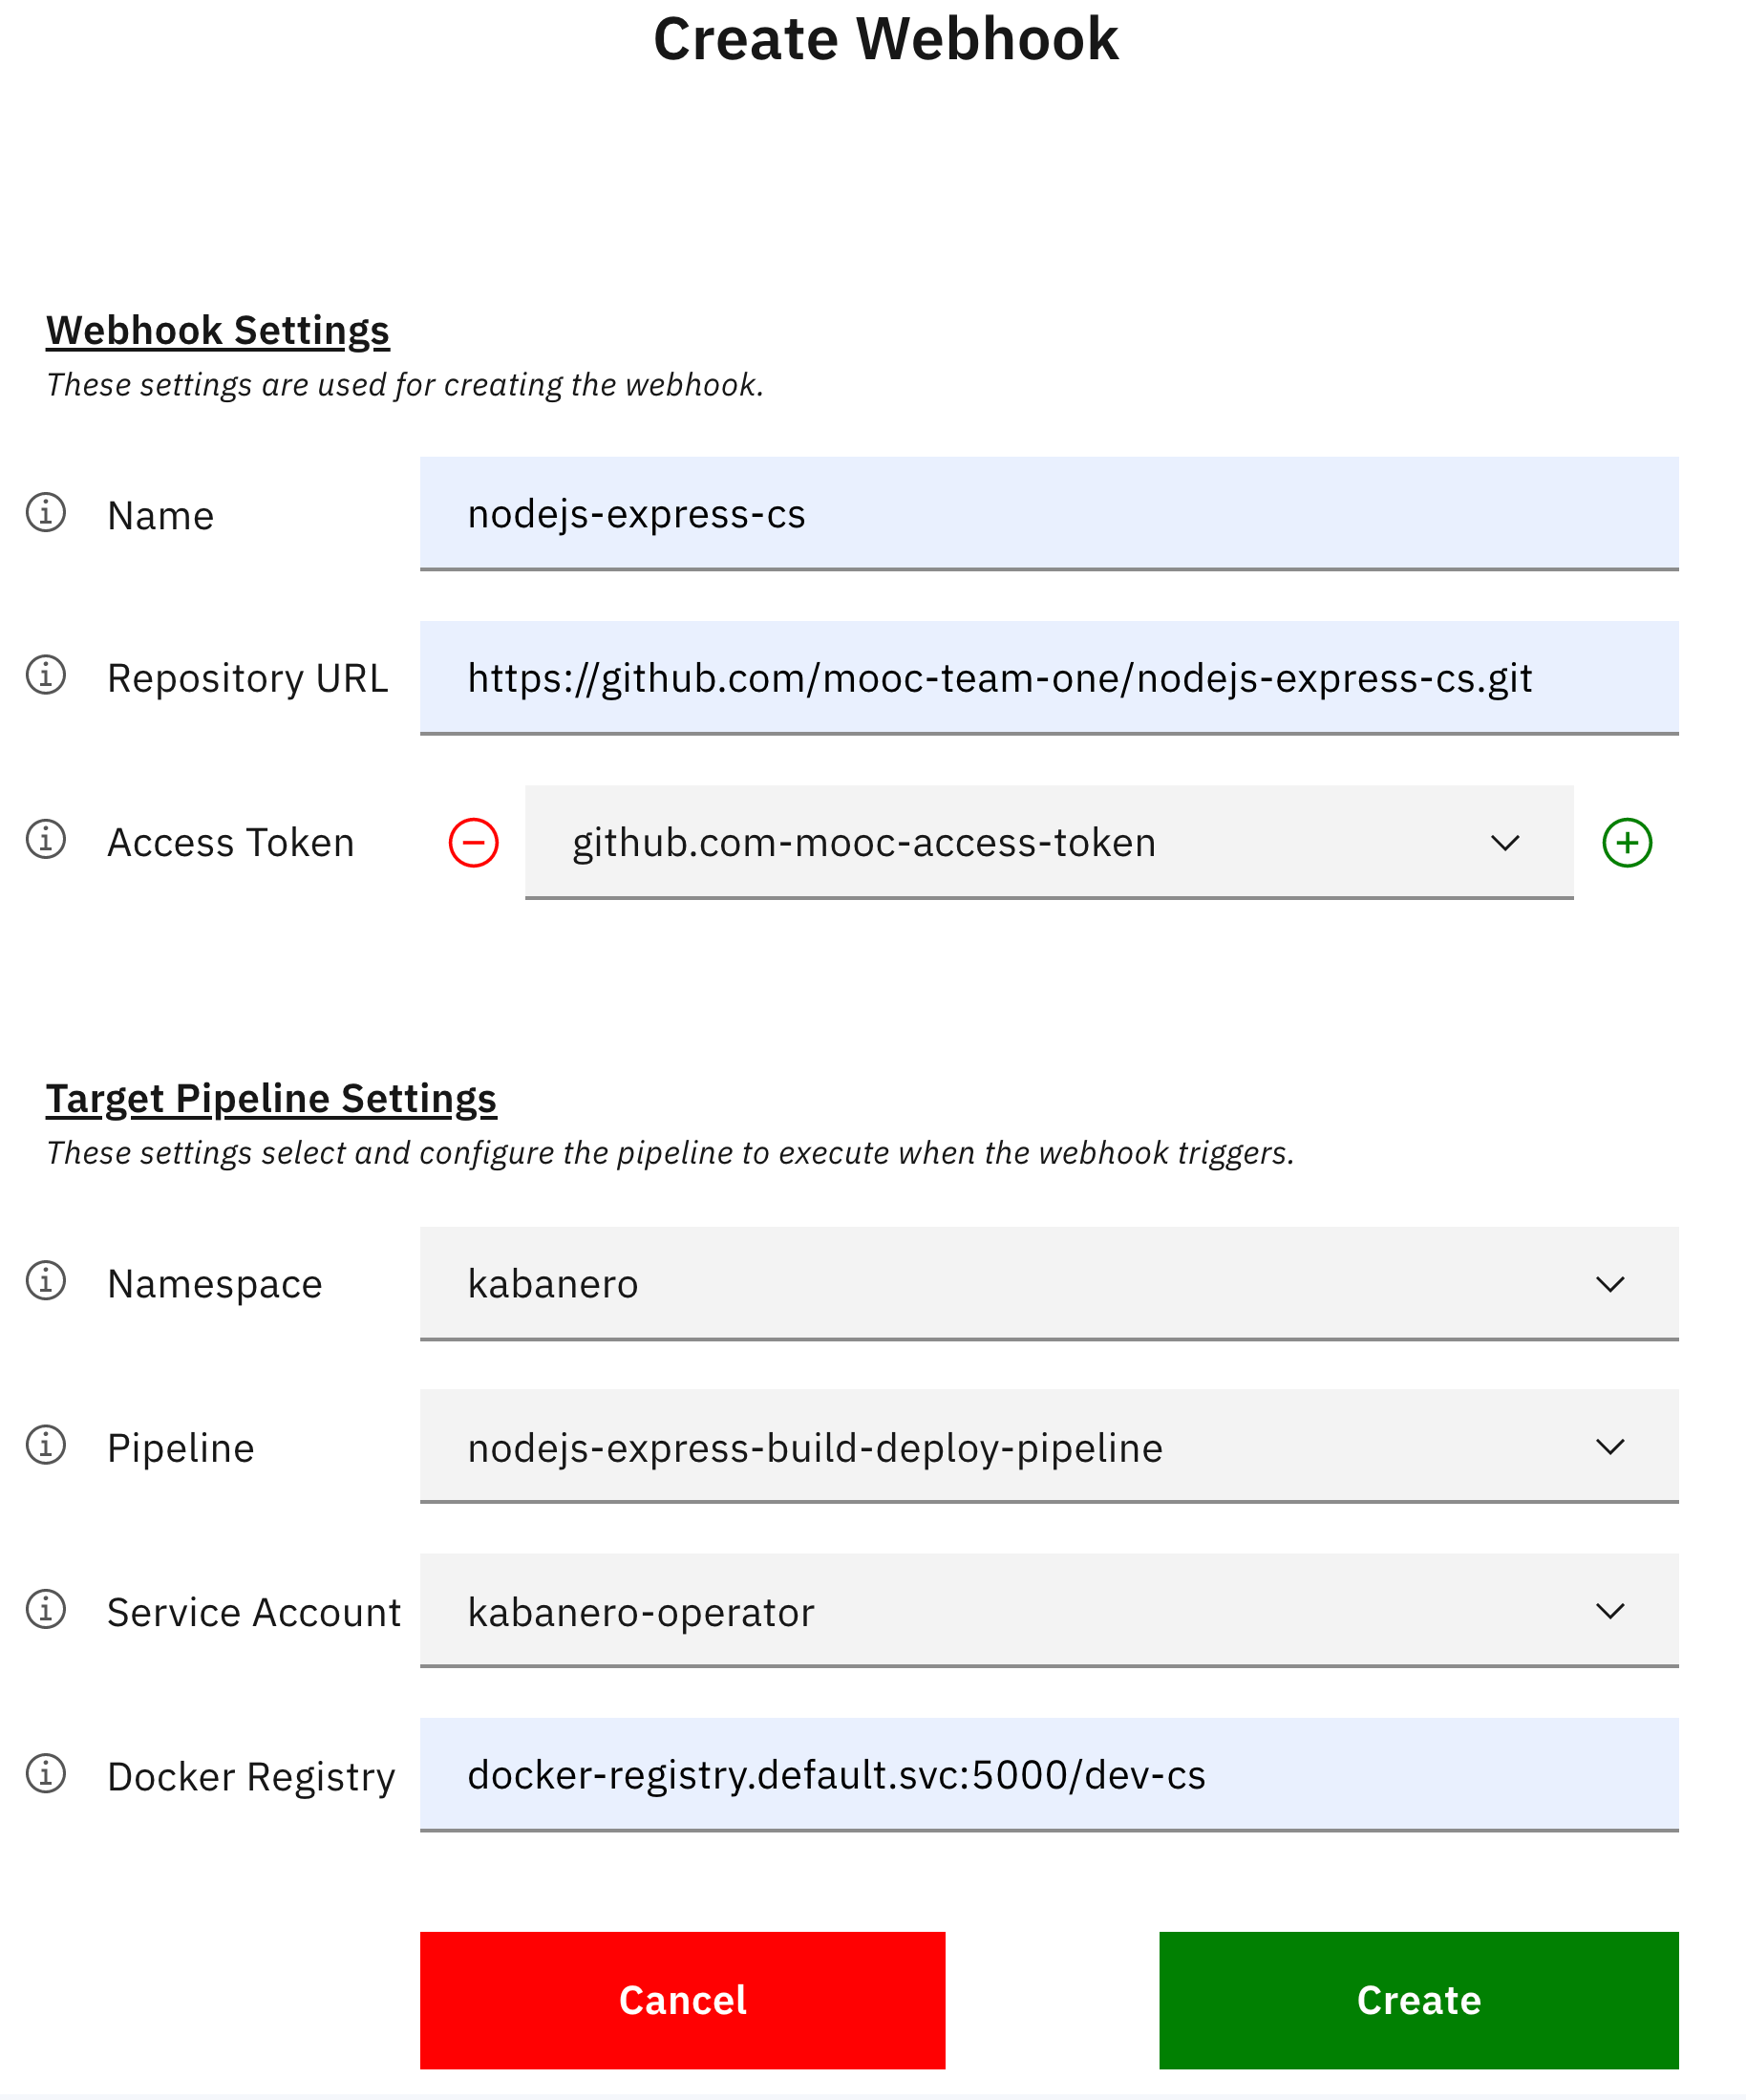 Create Webhook
Webhook Settings
These settings are used for creating the webhook.
Name nodejs-express-cs
Repository URL https://github.com/mooc-team-one/nodejs-express-cs.git
Access Token github.com-mooc-access-token
Target Pipeline Settings
These settings select and configure the pipeline to execute when the webhook triggers.
Namespace kabanero
Pipeline nodejs-express-build-deploy-pipeline
Service Account kabanero-operator
Docker Registry docker-registry.default.svc:5000/dev-cs
Cancel Create